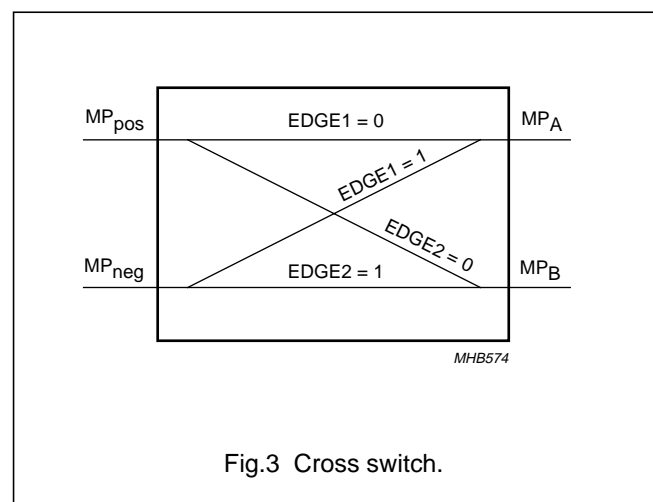 MPpos
EDGE1 = 0
MPA
EDGE1 = 1
EDGE2 = 0
MPneg
EDGE2 = 1
MPB
MHB574
Fig.3 Cross switch.